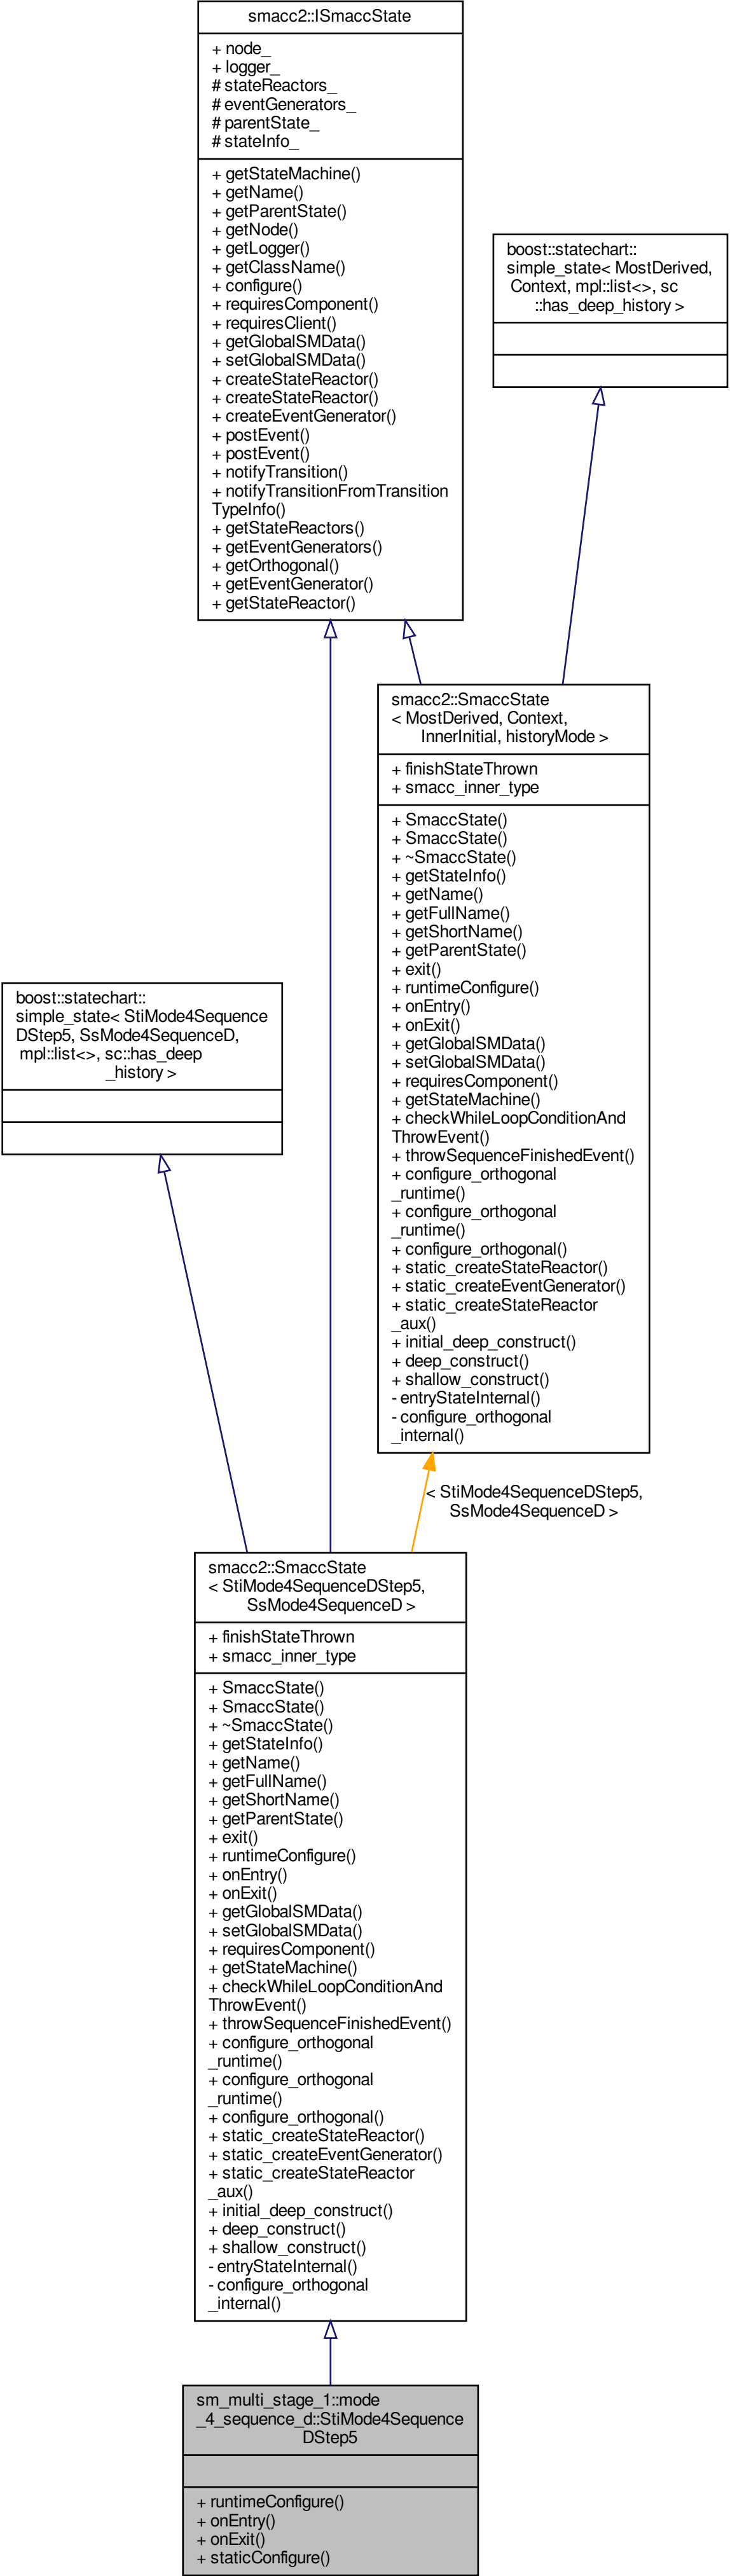 smacc2::ISmaccState
+ node_
+ logger_
# stateReactors_
# eventGenerators_
# parentState_
# stateInfo_
+ getStateMachine()
+ getName()
+ getParentState()
+ getNode()
+ getLogger()
+ getClassName()
+ configure()
+ requiresComponent()
+ requiresClient()
+ getGlobalSMData()
+ setGlobalSMData()
+ createStateReactor()
+ createStateReactor()
+ createEventGenerator()
+ postEvent()
+ postEvent()
+ notifyTransition()
+ notifyTransitionFromTransition
TypeInfo()
+ getStateReactors()
+ getEventGenerators()
+ getOrthogonal()
+ getEventGenerator()
+ getStateReactor()
boost::statechart::
simple_state< MostDerived,
Context, mpl::list<>, sc
::has_deep_history >
smacc2::SmaccState
< MostDerived, Context,
InnerInitial, historyMode >
+ finishStateThrown
+ smacc_inner_type
+ SmaccState()
+ SmaccState()
+ ~SmaccState()
+ getStateInfo()
+ getName()
+ getFullName()
+ getShortName()
+ getParentState()
+ exit()
+ runtimeConfigure()
+ onEntry()
+ onExit()
+ getGlobalSMData()
+ setGlobalSMData()
+ requiresComponent()
+ getStateMachine()
+ checkWhileLoopConditionAnd
ThrowEvent()
+ throwSequenceFinishedEvent()
+ configure_orthogonal
_runtime()
+ configure_orthogonal
_runtime()
+ configure_orthogonal()
+ static_createStateReactor()
+ static_createEventGenerator()
+ static_createStateReactor
_aux()
+ initial_deep_construct()
+ deep_construct()
+ shallow_construct()
- entryStateInternal()
- configure_orthogonal
_internal()
boost::statechart::
simple_state< StiMode4Sequence
DStep5, SsMode4SequenceD,
mpl::list<>, sc::has_deep
_history >
< StiMode4SequenceDStep5,
SsMode4SequenceD >
smacc2::SmaccState
< StiMode4SequenceDStep5,
SsMode4SequenceD >
+ finishStateThrown
+ smacc_inner_type
+ SmaccState()
+ SmaccState()
+ ~SmaccState()
+ getStateInfo()
+ getName()
+ getFullName()
+ getShortName()
+ getParentState()
+ exit()
+ runtimeConfigure()
+ onEntry()
+ onExit()
+ getGlobalSMData()
+ setGlobalSMData()
+ requiresComponent()
+ getStateMachine()
+ checkWhileLoopConditionAnd
ThrowEvent()
+ throwSequenceFinishedEvent()
+ configure_orthogonal
_runtime()
+ configure_orthogonal
_runtime()
+ configure_orthogonal()
+ static_createStateReactor()
+ static_createEventGenerator()
+ static_createStateReactor
_aux()
+ initial_deep_construct()
+ deep_construct()
+ shallow_construct()
- entryStateInternal()
- configure_orthogonal
_internal()
sm_multi_stage_1::mode
_4_sequence_d::StiMode4Sequence
DStep5
+ runtimeConfigure()
+ onEntry()
+ onExit()
+ staticConfigure()